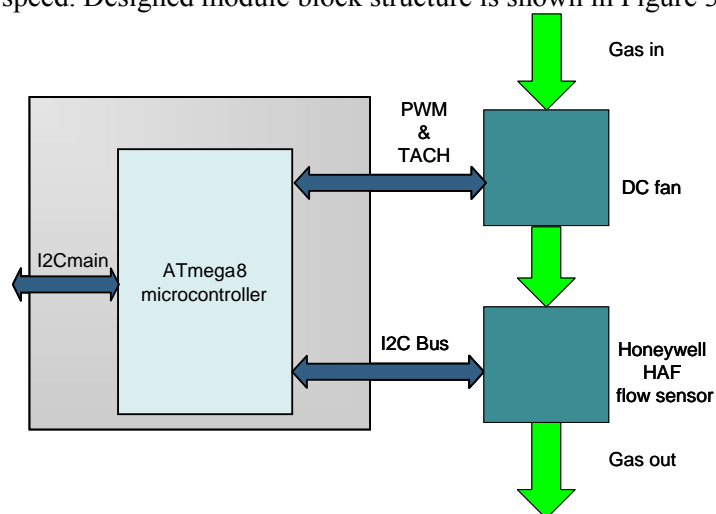 speed. Designed module block structure is shown in Figure 3
Gas in
PWM
&
TACH
DC fan
I2Cmain
ATmega8
microcontroller
I2C Bus
Honeywell
HAF
flow sensor
Gas out